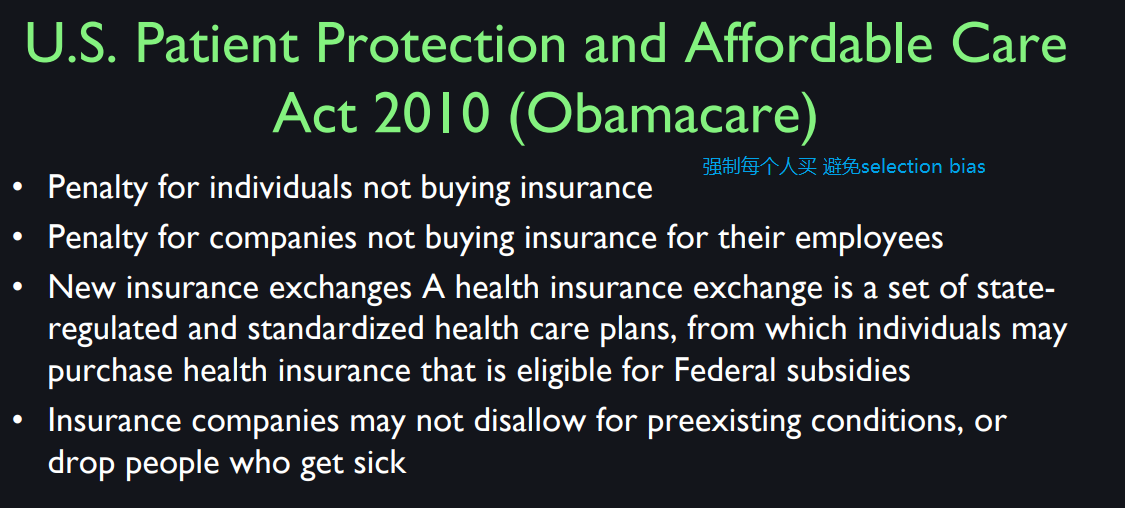 U.S. Patient Protection and Affordable Care
Act 2010 (Obamacare)
强制每个人买 避免selection bias
• Penalty for individuals not buying insurance
• Penalty for companies not buying insurance for their employees
• New insurance exchanges A health insurance exchange is a set of state-
regulated and standardized health care plans, from which individuals may
purchase health insurance that is eligible for Federal subsidies
• Insurance companies may not disallow for preexisting conditions, or
drop people who get sick